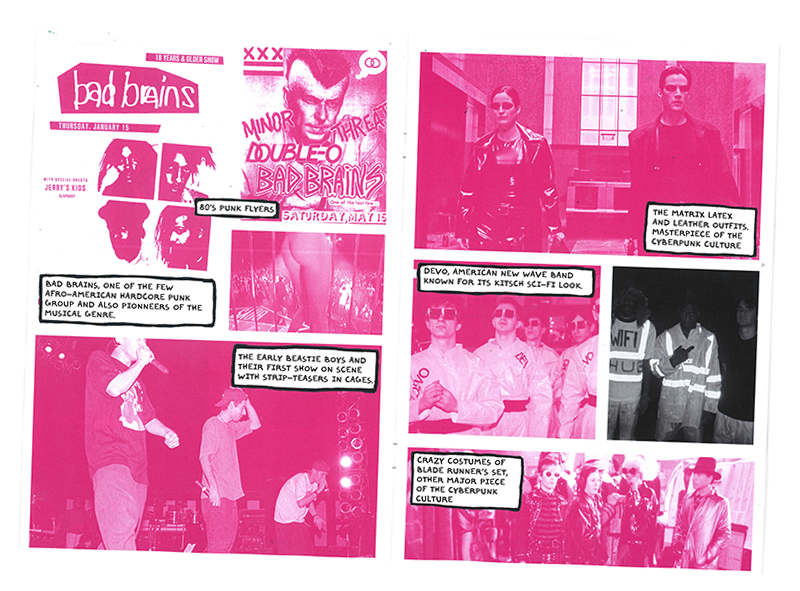 18 YEARS & OLDER SHOW
bad brains
THURSDAY, JANUARY 15
WITH SPECIAL GUESTS
JERRY'S KIDS
XXX
MINOR THREAT
DOUBLE-O
BAD BRAINS
One of the last few
SATURDAY, MAY 15
80'S PUNK FLYERS
BAD BRAINS, ONE OF THE FEW
AFRO-AMERICAN HARDCORE PUNK
GROUP AND ALSO PIONNEERS OF THE
MUSICAL GENRE.
THE EARLY BEASTIE BOYS AND
THEIR FIRST SHOW ON SCENE
WITH STRIP-TEASERS IN CAGES.
THE MATRIX LATEX
AND LEATHER OUTFITS.
MASTERPIECE OF THE
CYBERPUNK CULTURE
DEVO, AMERICAN NEW WAVE BAND
KNOWN FOR ITS KITSCH SCI-FI LOOK.
DEVO
WIFI
HUB
CRAZY COSTUMES OF
BLADE RUNNER'S SET,
OTHER MAJOR PIECE
OF THE CYBERPUNK
CULTURE